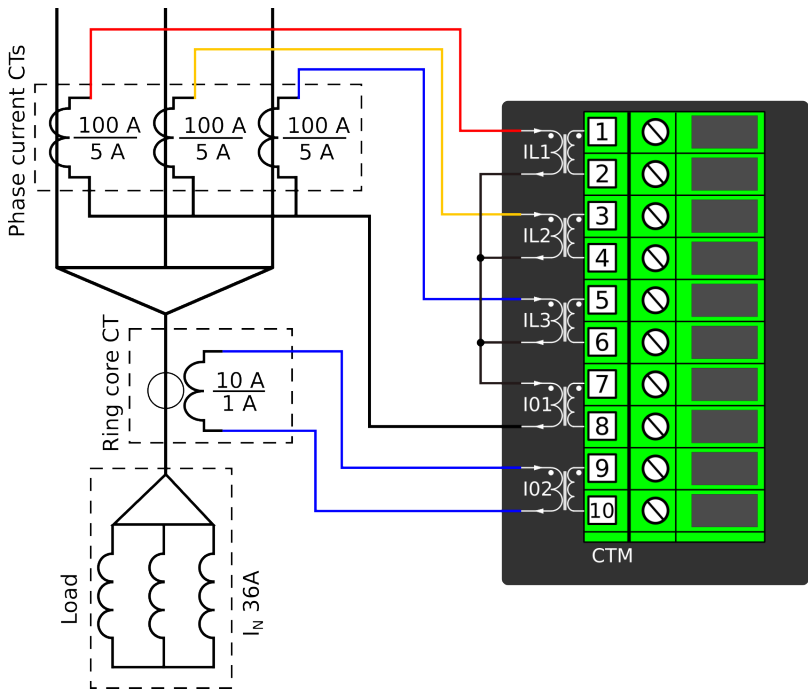 Phase current CTs
100 A
5 A
100 A
5 A
100 A
5 A
Ring core CT
10 A
1 A
Load
IN 36A
IL1
IL2
IL3
I01
I02
1
2
3
4
5
6
7
8
9
10
CTM